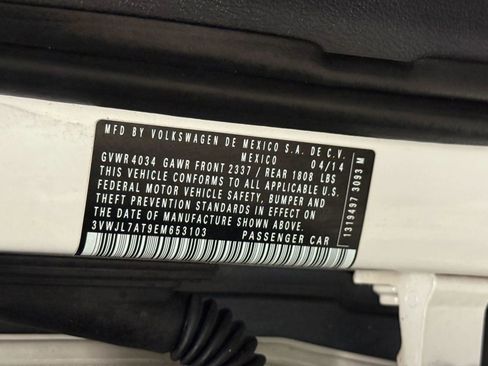 MFD BY VOLKSWAGEN DE MEXICO S.A. DE C.V.
MEXICO 04/14
GVWR 4034 GAWR FRONT 2337 / REAR 1808 LBS
THIS VEHICLE CONFORMS TO ALL APPLICABLE U.S.
FEDERAL MOTOR VEHICLE SAFETY, BUMPER AND
THEFT PREVENTION STANDARDS IN EFFECT ON
THE DATE OF MANUFACTURE SHOWN ABOVE.
3VWJL7AT9EM653103 PASSENGER CAR
1319497 3093 M